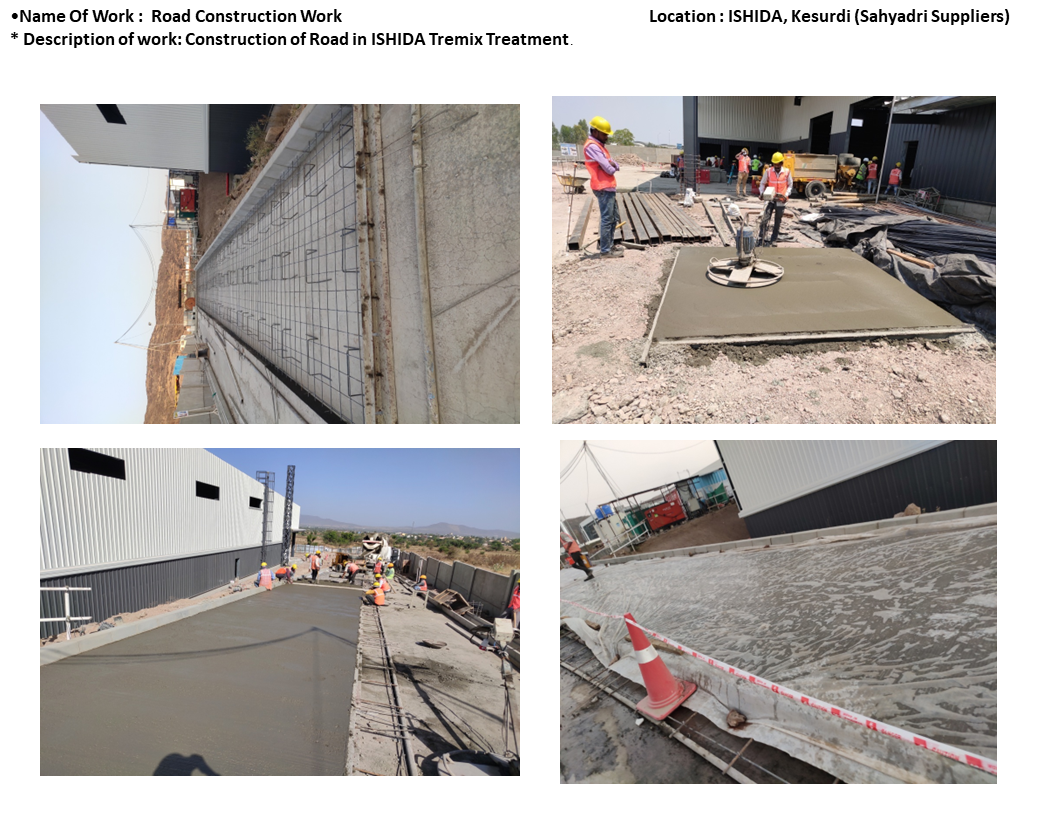 •Name Of Work :  Road Construction Work
Location : ISHIDA, Kesurdi (Sahyadri Suppliers)
* Description of work: Construction of Road in ISHIDA Tremix Treatment.